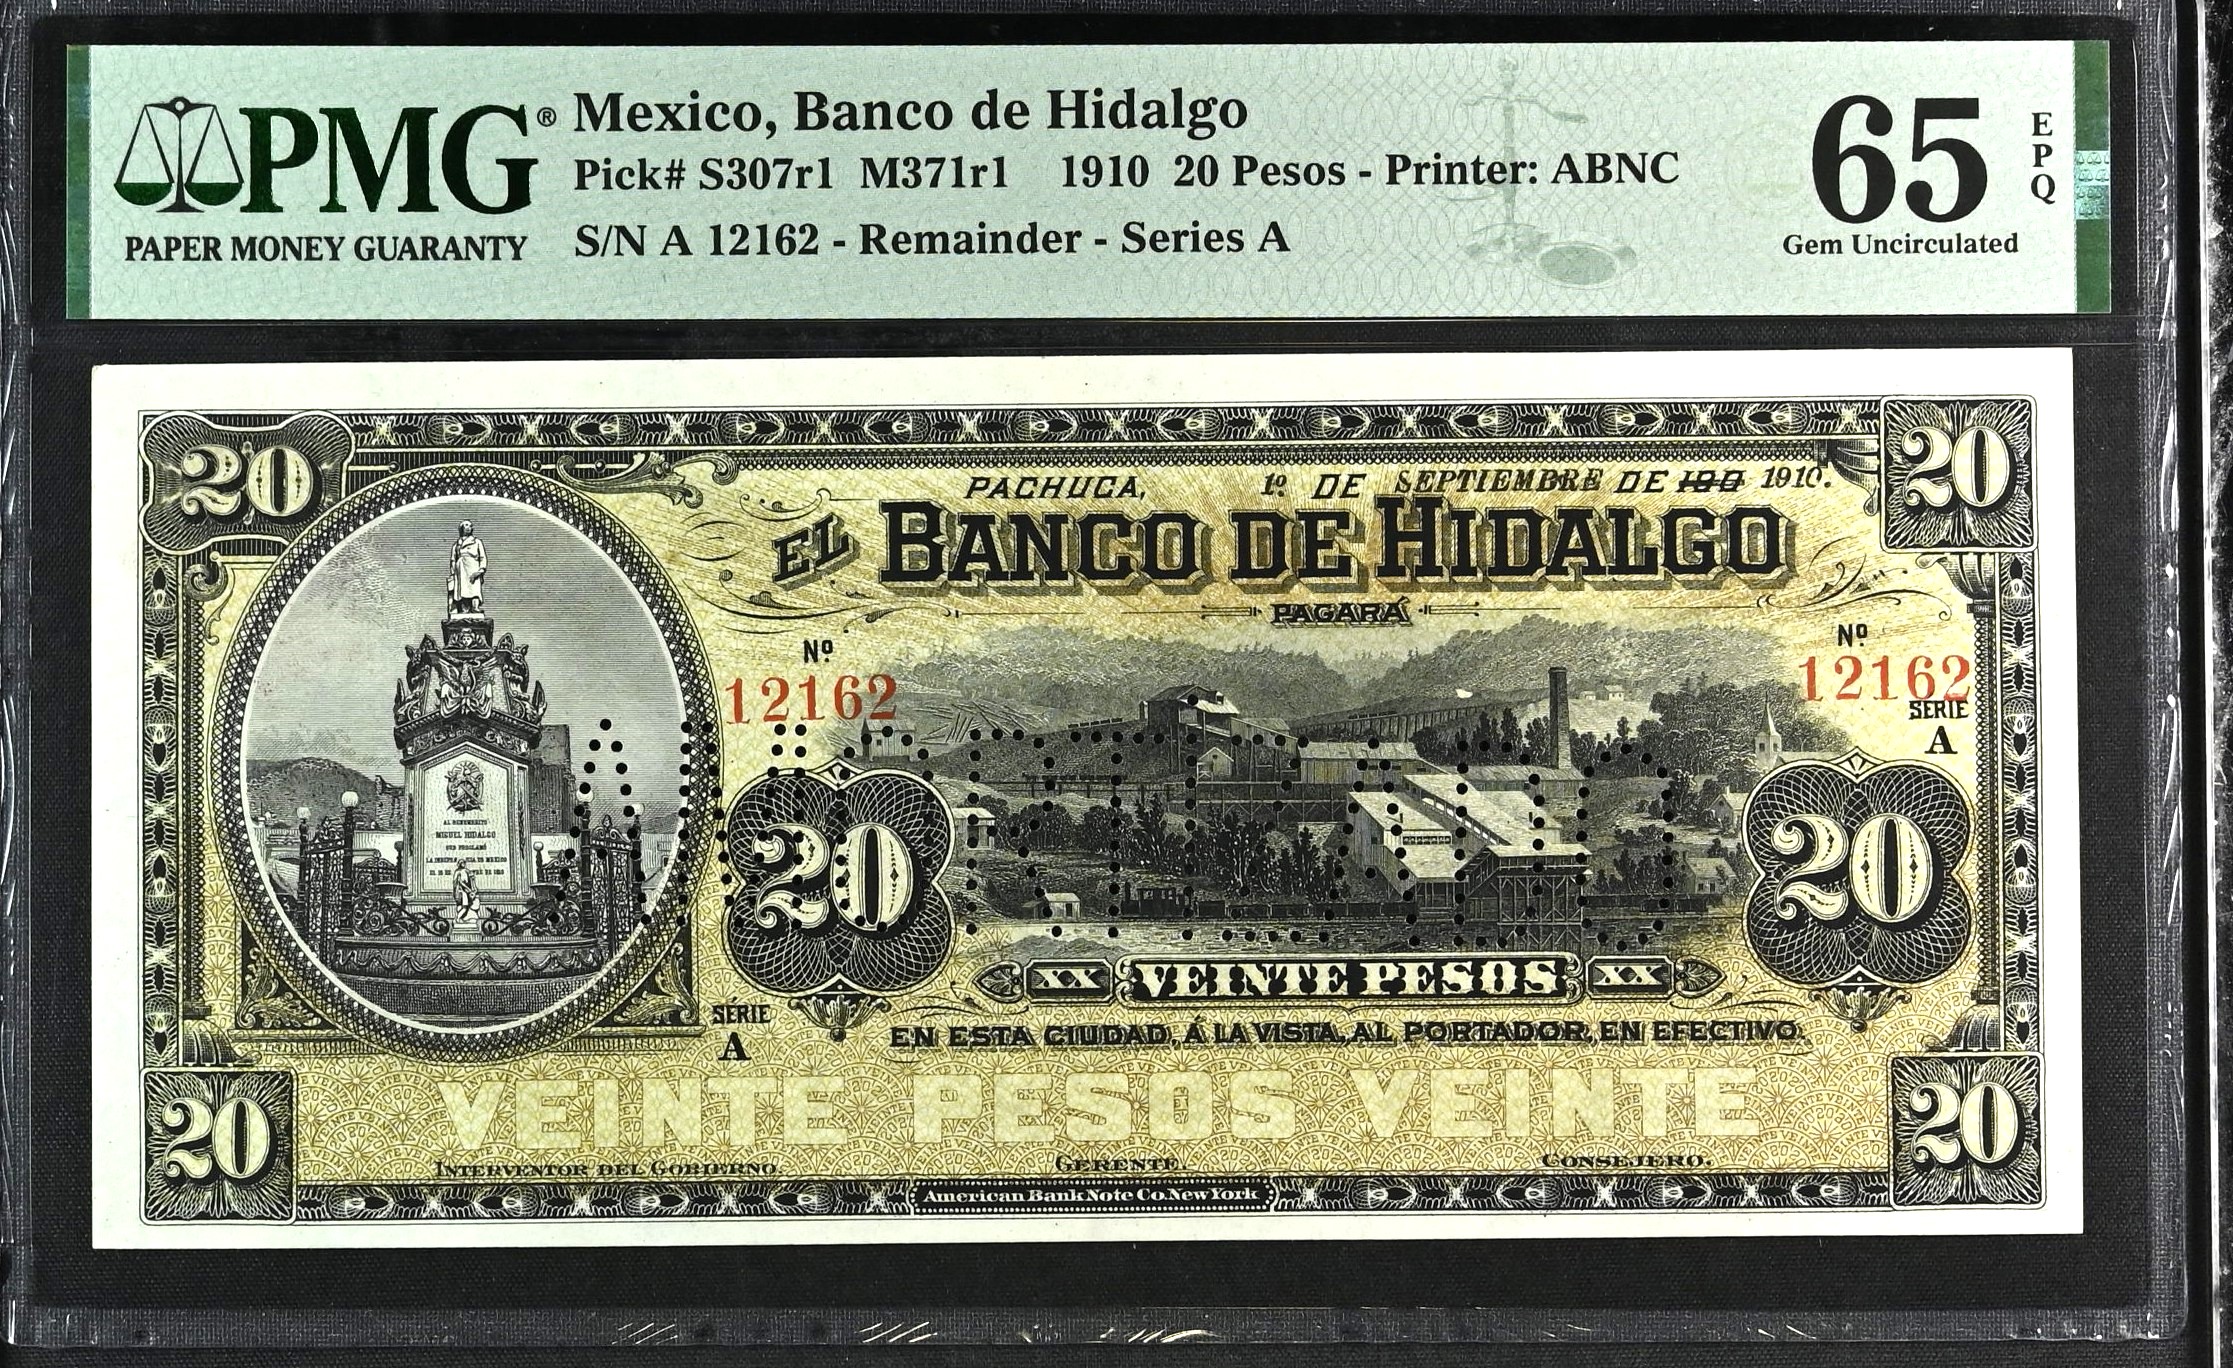 PMG®
PAPER MONEY GUARANTY
Mexico, Banco de Hidalgo
Pick# S307r1 M371r1 1910 20 Pesos - Printer: ABNC
S/N A 12162 - Remainder - Series A
65
EPQ
Gem Uncirculated
20
20
PACHUCA, 1º DE SEPTIEMBRE DE 190 1910.
EL BANCO DE HIDALGO
PAGARÁ
Nº
12162
Nº
12162
SERIE
A
AMORTIZADO
MIGUEL HIDALGO
20
20
XX VEINTE PESOS XX
SERIE
A
EN ESTA CIUDAD, Á LA VISTA, AL PORTADOR, EN EFECTIVO.
VEINTE PESOS VEINTE
20
20
INTERVENTOR DEL GOBIERNO.
GERENTE.
CONSEJERO.
American Bank Note Co. New York